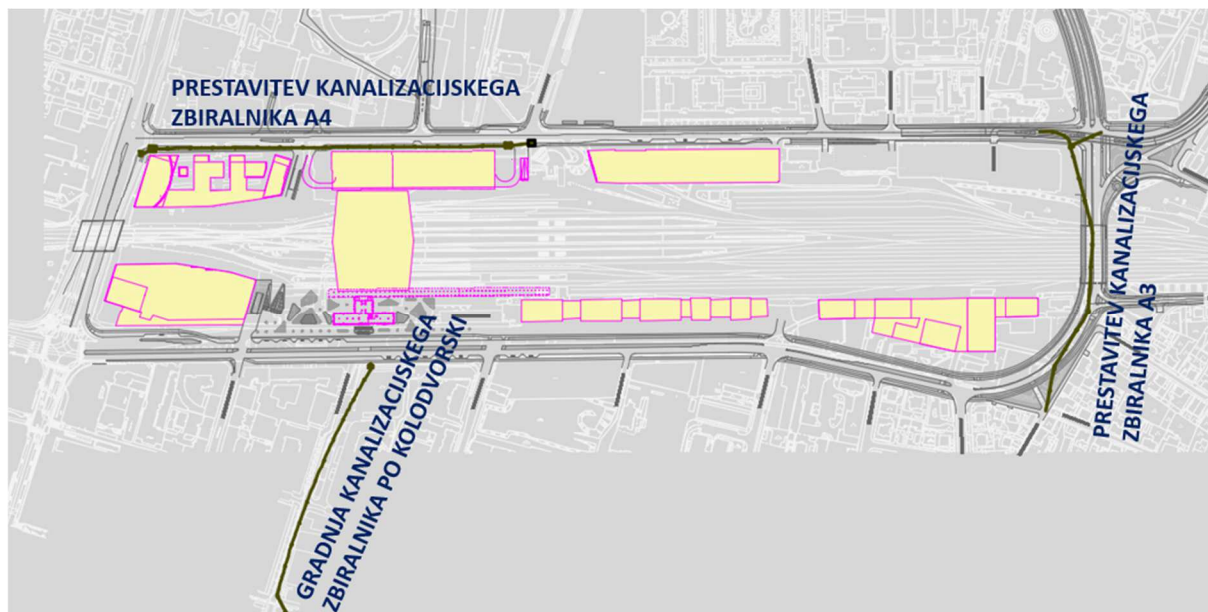 PRESTAVITEV KANALIZACIJSKEGA
ZBIRALNIKA A4
PRESTAVITEV KANALIZACIJSKEGA
ZBIRALNIKA A3
GRADNJA KANALIZACIJSKEGA
ZBIRALNIKA PO KOLODVORSKI